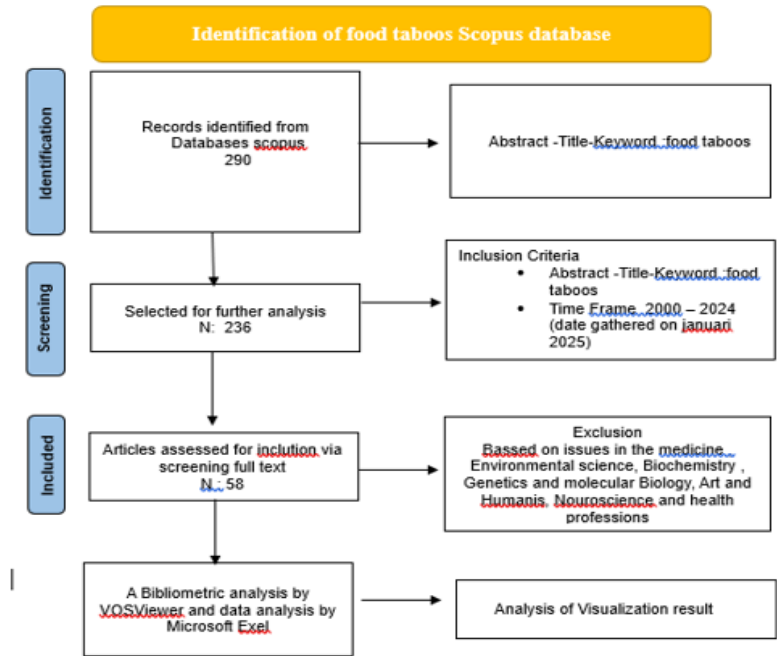 Identification of food taboos Scopus database
Identification
Records identified from
Databases scopus
290
Abstract -Title-Keyword :food taboos
Screening
Selected for further analysis
N: 236
Inclusion Criteria
• Abstract -Title-Keyword :food
taboos
• Time Frame 2000 – 2024
(date gathered on januari
2025)
Included
Articles assessed for inclution via
screening full text
N : 58
Exclusion
Bassed on issues in the medicine,
Environmental science, Biochemistry ,
Genetics and molecular Biology, Art and
Humanis, Nouroscience and health
professions
A Bibliometric analysis by
VOSViewer and data analysis by
Microsoft Exel
Analysis of Visualization result